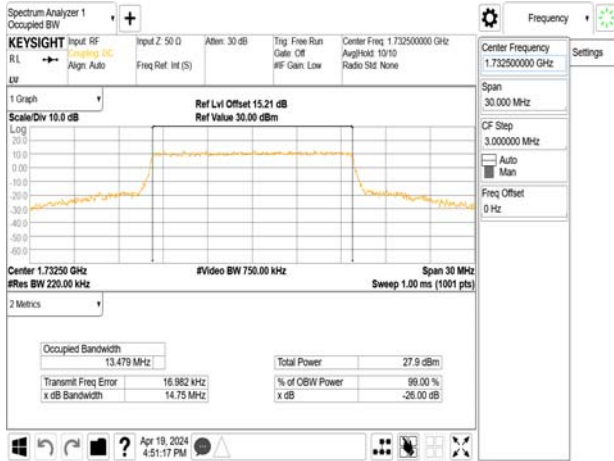 Spectrum Analyzer 1
Occupied BW
Frequency
KEYSIGHT
RL
Input: RF
Coupling: DC
Align: Auto
Input Z: 50 Ω
Freq Ref: Int (S)
Atten: 30 dB
Trig: Free Run
Gate: Off
#IF Gain: Low
Center Freq: 1.732500000 GHz
Avg|Hold: 10/10
Radio Std: None
Center Frequency
1.732500000 GHz
Settings
Span
30.000 MHz
CF Step
3.000000 MHz
Auto
Man
Freq Offset
0 Hz
1 Graph
Scale/Div 10.0 dB
Ref Lvl Offset 15.21 dB
Ref Value 30.00 dBm
Log
20.0
10.0
0.00
-10.0
-20.0
-30.0
-40.0
-50.0
-60.0
Center 1.73250 GHz
#Res BW 220.00 kHz
#Video BW 750.00 kHz
Span 30 MHz
Sweep 1.00 ms (1001 pts)
2 Metrics
Occupied Bandwidth
13.479 MHz
Transmit Freq Error 16.982 kHz
x dB Bandwidth 14.75 MHz
Total Power 27.9 dBm
% of OBW Power 99.00 %
x dB -26.00 dB
?
Apr 19, 2024
4:51:17 PM